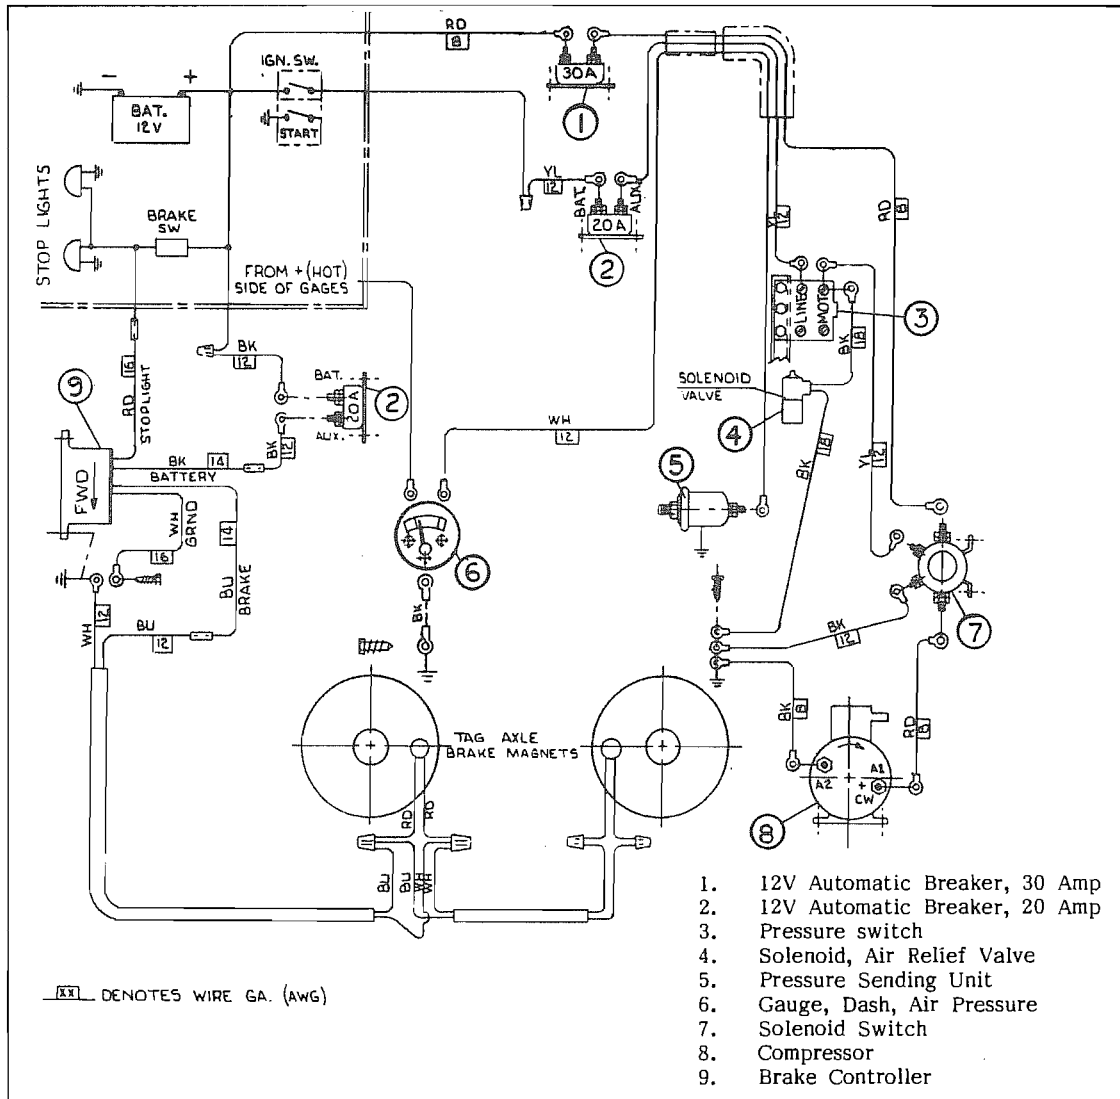 RD
8
IGN. SW.
30A
1
- +
BAT.
12V
START
YL
12
BAT.
AUX.
20A
2
STOP LIGHTS
BRAKE
SW
YL
12
RD
8
FROM + (HOT)
SIDE OF GAGES
LINE
MOT
3
BK
12
BK
18
16
RD
STOPLIGHT
9
BAT.
20A
AUX.
2
SOLENOID
VALVE
4
BK
12
WH
12
BK
18
YL
12
BK
14
BATTERY
5
FWD
WH
GRND
14
16
6
BU
BRAKE
BK
WH
12
BU
12
BK
12
7
TAG AXLE
BRAKE MAGNETS
BK
8
RD
8
A2
A1
+
CW
RD
RD
8
BU
BU
WH
WH
XX DENOTES WIRE GA. (AWG)
1. 12V Automatic Breaker, 30 Amp
2. 12V Automatic Breaker, 20 Amp
3. Pressure switch
4. Solenoid, Air Relief Valve
5. Pressure Sending Unit
6. Gauge, Dash, Air Pressure
7. Solenoid Switch
8. Compressor
9. Brake Controller